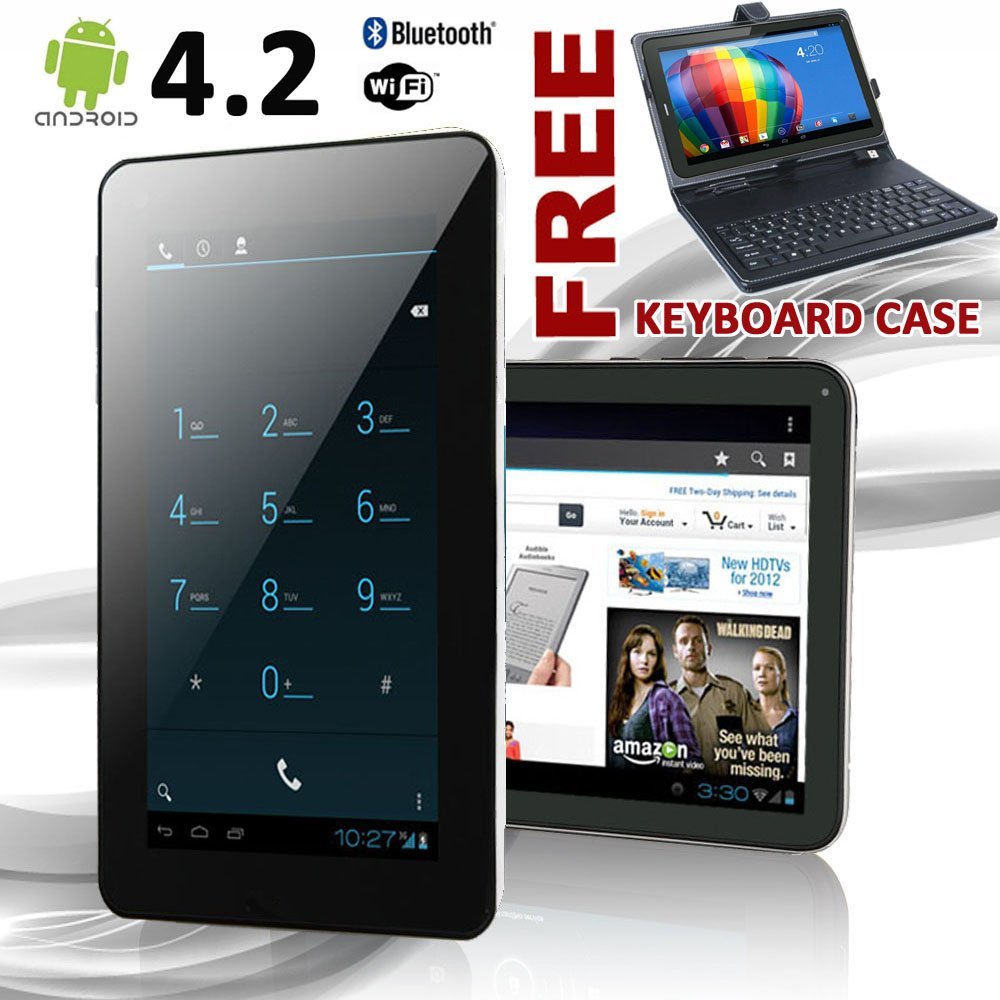 ANDROID
4.2
Bluetooth®
WiFi™
FREE
4:20
KEYBOARD CASE
1
2 ABC
3 DEF
4 GHI
5 JKL
6 MNO
7 PQRS
8 TUV
9 WXYZ
*
0 +
#
10:27 3G
FREE Two-Day Shipping: See details
Go
Hello. Sign in
Your Account
0
Cart
Wish
List
Audible
Audiobooks
New HDTVs
for 2012
Shop now
THE
WALKING DEAD
amazon
instant video
See what
you've been
missing.
3:30